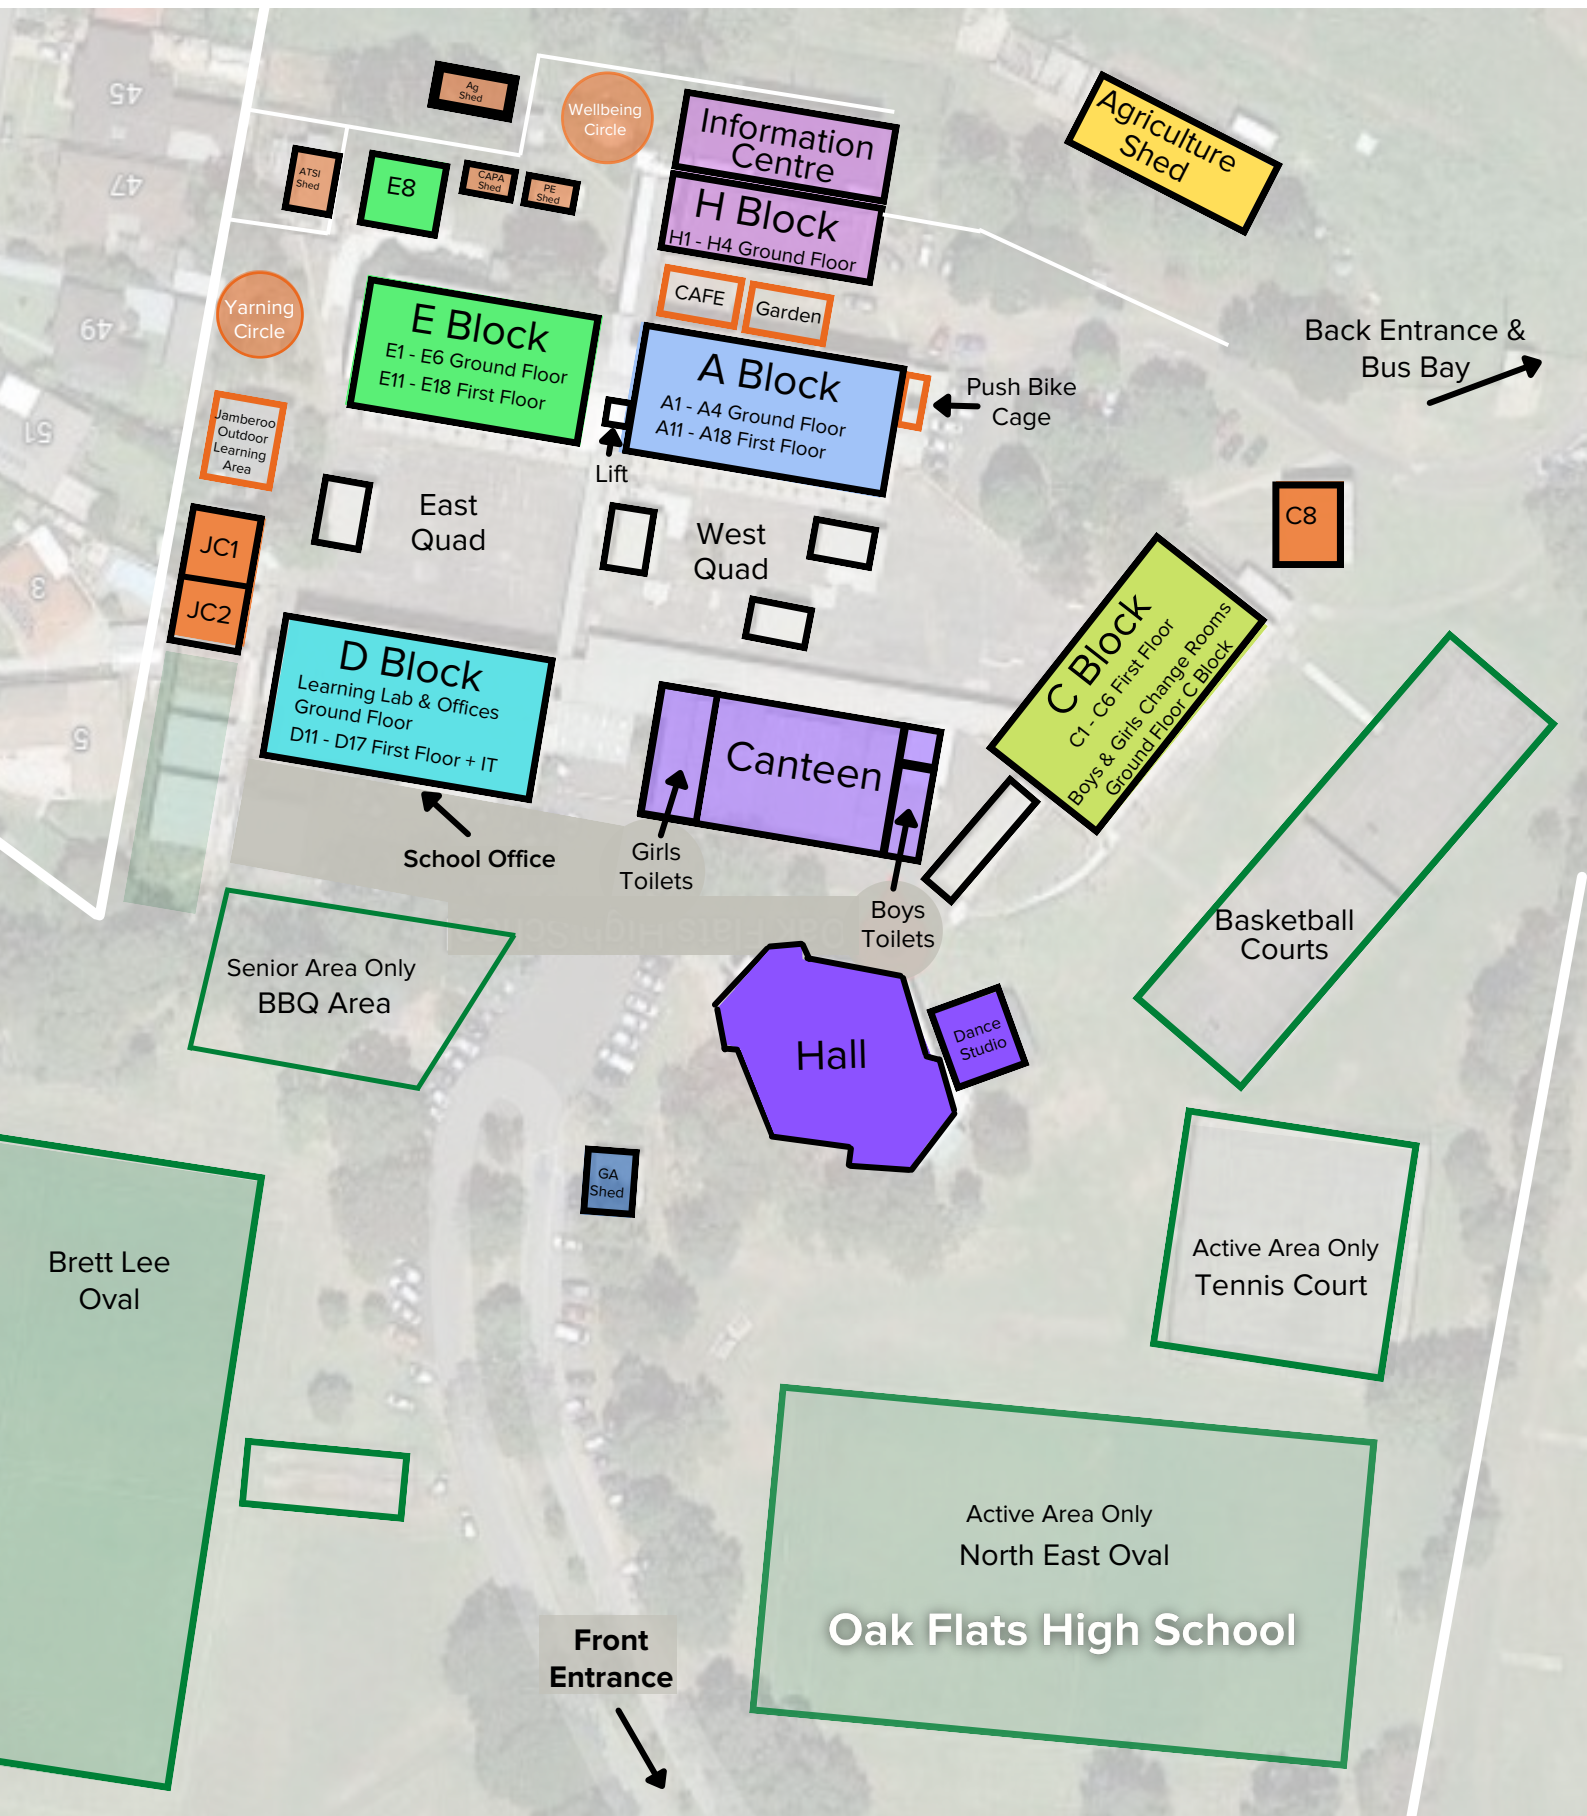 45
Ag
Shed
Wellbeing
Circle
Information
Centre
Agriculture
Shed
47
ATSI
Shed
E8
CAPA
Shed
PE
Shed
H Block
H1 - H4 Ground Floor
CAFE
Garden
Yarning
Circle
49
E Block
E1 - E6 Ground Floor
E11 - E18 First Floor
A Block
A1 - A4 Ground Floor
A11 - A18 First Floor
Push Bike
Cage
Back Entrance &
Bus Bay
51
Jamberoo
Outdoor
Learning
Area
Lift
East
Quad
West
Quad
C8
JC1
JC2
3
D Block
Learning Lab & Offices
Ground Floor
D11 - D17 First Floor + IT
C Block
C1 - C6 First Floor
Boys & Girls Change Rooms
Ground Floor C Block
5
Canteen
School Office
Girls
Toilets
Boys
Toilets
Basketball
Courts
Senior Area Only
BBQ Area
Hall
Dance
Studio
GA
Shed
Brett Lee
Oval
Active Area Only
Tennis Court
Active Area Only
North East Oval
Oak Flats High School
Front
Entrance